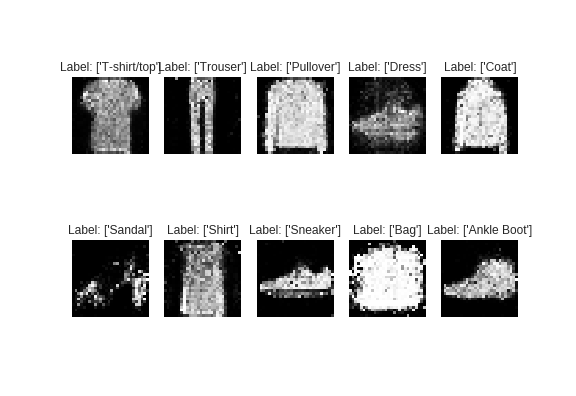 Label: ['T-shirt/top'] Label: ['Trouser'] Label: ['Pullover'] Label: ['Dress'] Label: ['Coat']
Label: ['Sandal'] Label: ['Shirt'] Label: ['Sneaker'] Label: ['Bag'] Label: ['Ankle Boot']